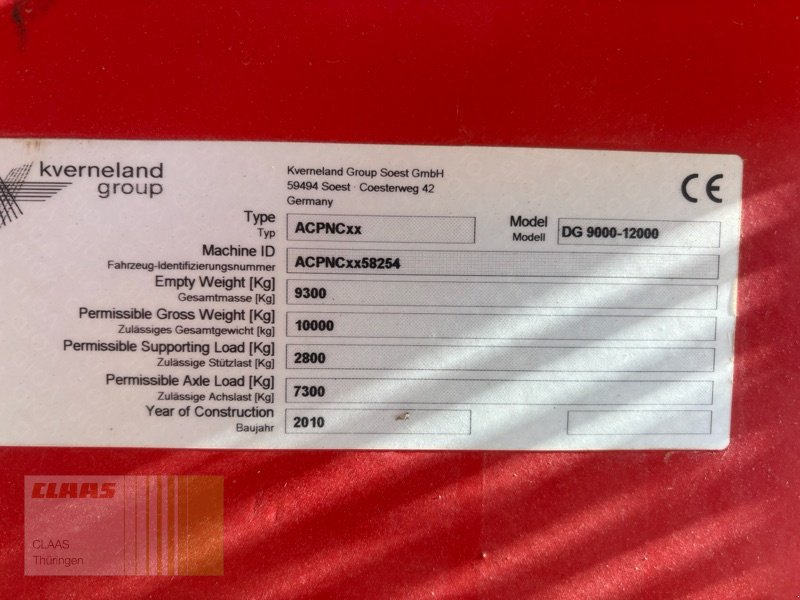 kverneland
group
Kverneland Group Soest GmbH
59494 Soest · Coesterweg 42
Germany
CE
Type
Typ
ACPNCxx
Model
Modell
DG 9000-12000
Machine ID
Fahrzeug-Identifizierungsnummer
ACPNCxx58254
Empty Weight [Kg]
Gesamtmasse [Kg]
9300
Permissible Gross Weight [Kg]
Zulässiges Gesamtgewicht [kg]
10000
Permissible Supporting Load [Kg]
Zulässige Stützlast [Kg]
2800
Permissible Axle Load [Kg]
Zulässige Achslast [Kg]
7300
Year of Construction
Baujahr
2010
CLAAS
CLAAS
Thüringen